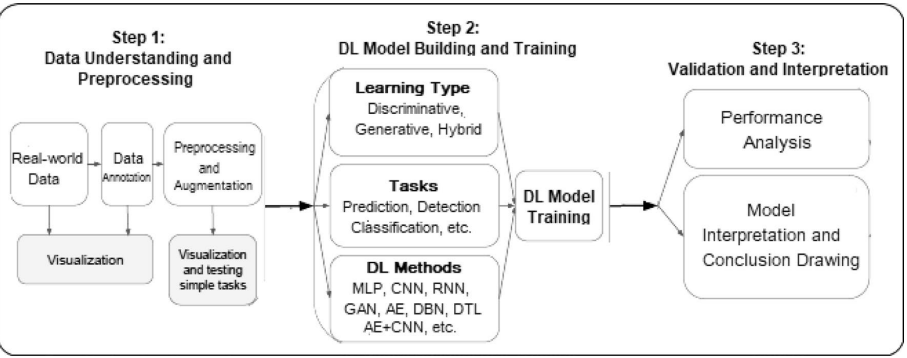 Step 1:
Data Understanding and
Preprocessing
Real-world
Data
Data
Annotation
Preprocessing
and
Augmentation
Visualization
Visualization
and testing
simple tasks
Step 2:
DL Model Building and Training
Learning Type
Discriminative,
Generative, Hybrid
Tasks
Prediction, Detection
Classification, etc.
DL Methods
MLP, CNN, RNN,
GAN, AE, DBN, DTL
AE+CNN, etc.
DL Model
Training
Step 3:
Validation and Interpretation
Performance
Analysis
Model
Interpretation and
Conclusion Drawing